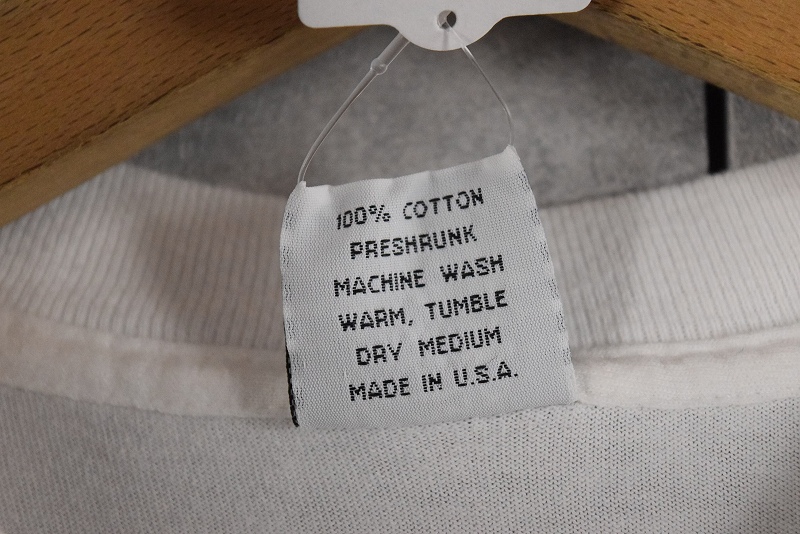 100% COTTON
PRESHRUNK
MACHINE WASH
WARM, TUMBLE
DRY MEDIUM
MADE IN U.S.A.